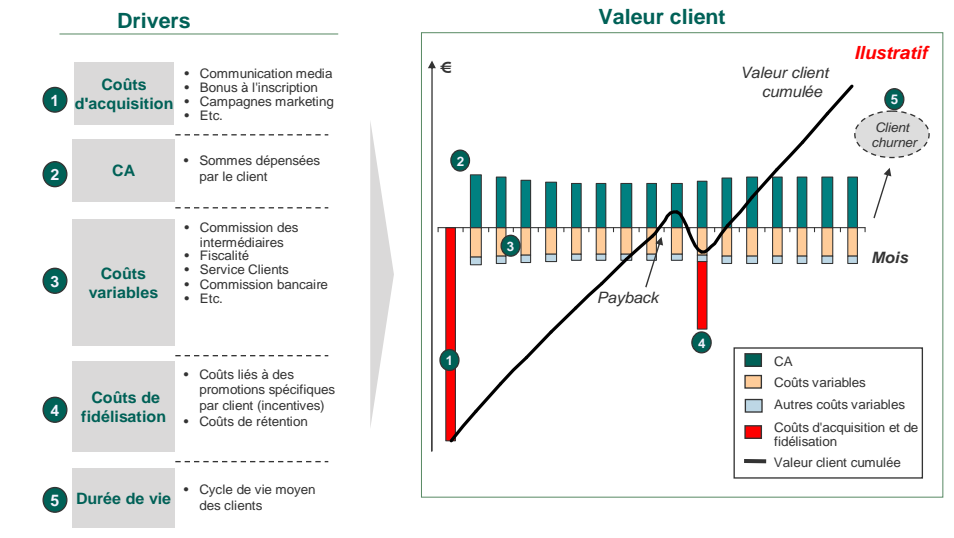 Drivers
1
Coûts
d'acquisition
• Communication media
• Bonus à l'inscription
• Campagnes marketing
• Etc.
2
CA
• Sommes dépensées
par le client
3
Coûts
variables
• Commission des
intermédiaires
• Fiscalité
• Service Clients
• Commission bancaire
• Etc.
4
Coûts de
fidélisation
• Coûts liés à des
promotions spécifiques
par client (incentives)
• Coûts de rétention
5
Durée de vie
• Cycle de vie moyen
des clients
Valeur client
Ilustratif
€
Valeur client
cumulée
5
Client
churner
2
3
Mois
Payback
4
1
CA
Coûts variables
Autres coûts variables
Coûts d'acquisition et de
fidélisation
Valeur client cumulée